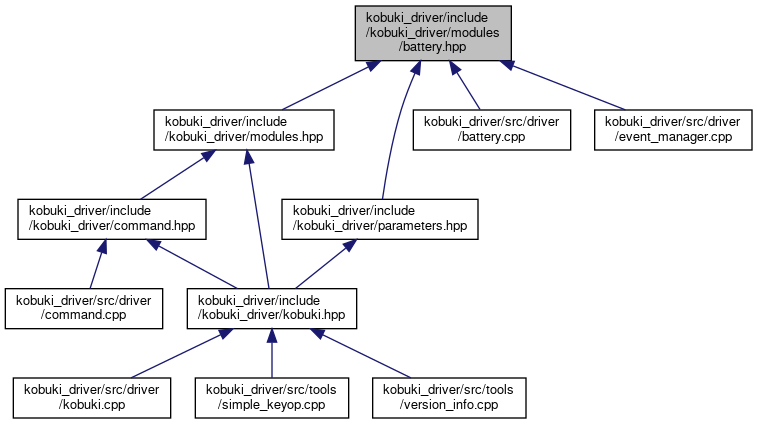 kobuki_driver/include
/kobuki_driver/modules
/battery.hpp
kobuki_driver/include
/kobuki_driver/modules.hpp
kobuki_driver/src/driver
/battery.cpp
kobuki_driver/src/driver
/event_manager.cpp
kobuki_driver/include
/kobuki_driver/command.hpp
kobuki_driver/include
/kobuki_driver/parameters.hpp
kobuki_driver/src/driver
/command.cpp
kobuki_driver/include
/kobuki_driver/kobuki.hpp
kobuki_driver/src/driver
/kobuki.cpp
kobuki_driver/src/tools
/simple_keyop.cpp
kobuki_driver/src/tools
/version_info.cpp